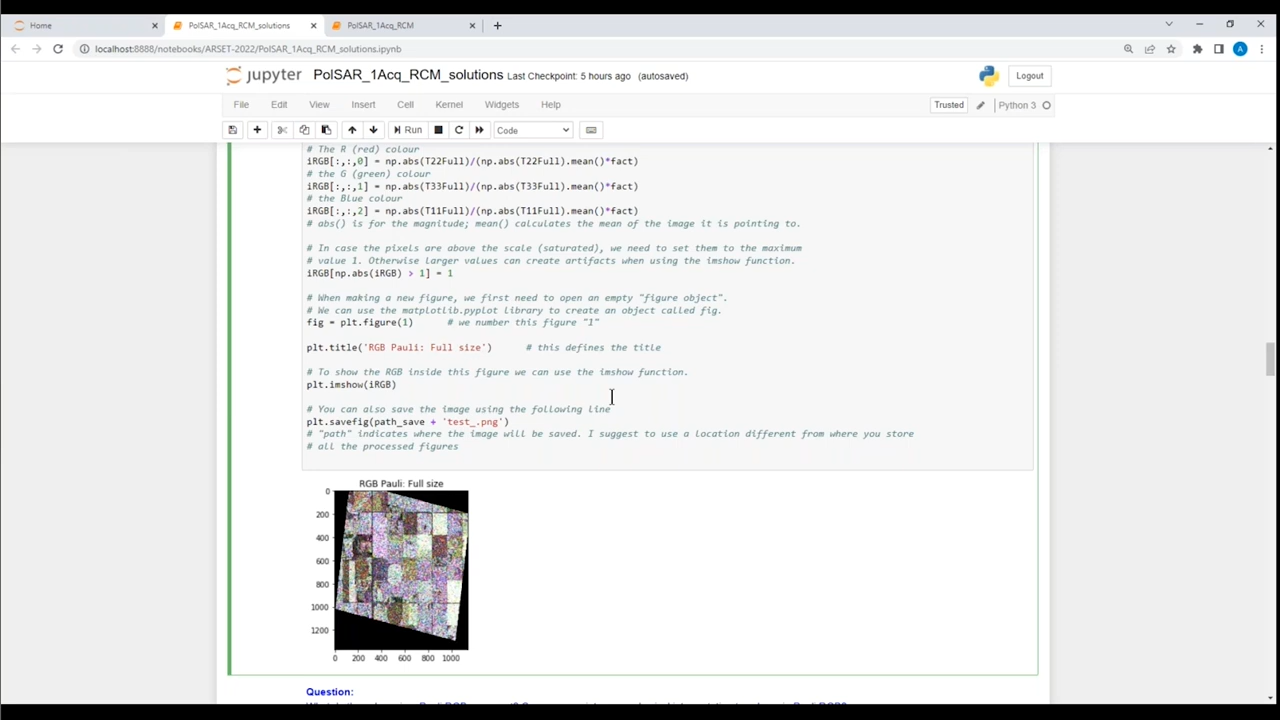 Home
PolSAR_1Acq_RCM_solutions
PolSAR_1Acq_RCM
localhost:8888/notebooks/ARSET-2022/PolSAR_1Acq_RCM_solutions.ipynb
A
jupyter PolSAR_1Acq_RCM_solutions Last Checkpoint: 5 hours ago (autosaved)
Logout
File Edit View Insert Cell Kernel Widgets Help
Trusted
Python 3
Run
Code
# The R (red) colour
iRGB[:,:,0] = np.abs(T22Full)/(np.abs(T22Full).mean()*fact)
# the G (green) colour
iRGB[:,:,1] = np.abs(T33Full)/(np.abs(T33Full).mean()*fact)
# the Blue colour
iRGB[:,:,2] = np.abs(T11Full)/(np.abs(T11Full).mean()*fact)
# abs() is for the magnitude; mean() calculates the mean of the image it is pointing to.
# In case the pixels are above the scale (saturated), we need to set them to the maximum
# value 1. Otherwise larger values can create artifacts when using the imshow function.
iRGB[np.abs(iRGB) > 1] = 1
# When making a new figure, we first need to open an empty "figure object".
# We can use the matplotlib.pyplot library to create an object called fig.
fig = plt.figure(1) # we number this figure "1"
plt.title('RGB Pauli: Full size') # this defines the title
# To show the RGB inside this figure we can use the imshow function.
plt.imshow(iRGB)
# You can also save the image using the following line
plt.savefig(path_save + 'test_.png')
# "path" indicates where the image will be saved. I suggest to use a location different from where you store
# all the processed figures
RGB Pauli: Full size
0
200
400
600
800
1000
1200
0 200 400 600 800 1000
Question: